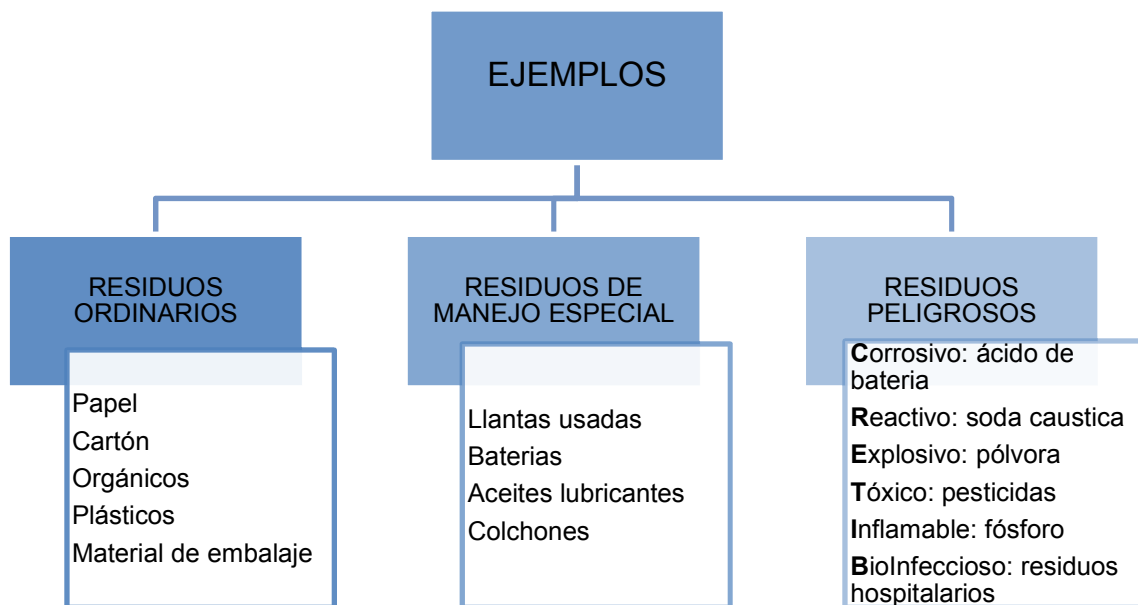 EJEMPLOS
RESIDUOS
ORDINARIOS
Papel
Cartón
Orgánicos
Plásticos
Material de embalaje
RESIDUOS DE
MANEJO ESPECIAL
Llantas usadas
Baterias
Aceites lubricantes
Colchones
RESIDUOS
PELIGROSOS
Corrosivo: ácido de
bateria
Reactivo: soda caustica
Explosivo: pólvora
Tóxico: pesticidas
Inflamable: fósforo
BioInfeccioso: residuos
hospitalarios